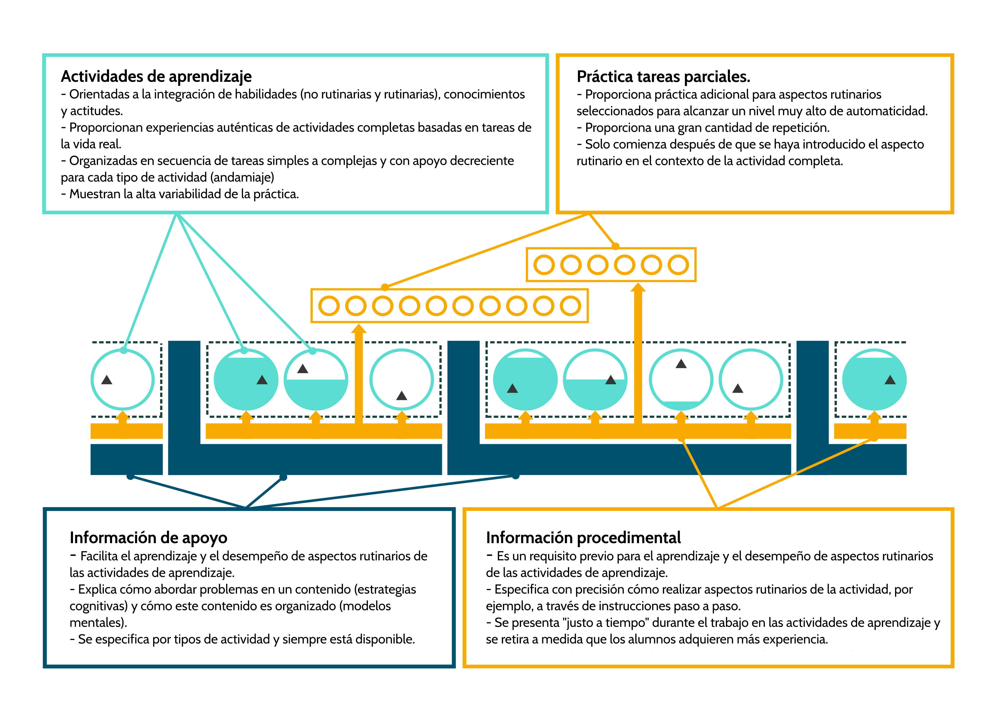 Actividades de aprendizaje
- Orientadas a la integración de habilidades (no rutinarias y rutinarias), conocimientos
y actitudes.
- Proporcionan experiencias auténticas de actividades completas basadas en tareas de
la vida real.
- Organizadas en secuencia de tareas simples a complejas y con apoyo decreciente
para cada tipo de actividad (andamiaje)
- Muestran la alta variabilidad de la práctica.
Práctica tareas parciales.
- Proporciona práctica adicional para aspectos rutinarios
seleccionados para alcanzar un nivel muy alto de automaticidad.
- Proporciona una gran cantidad de repetición.
- Solo comienza después de que se haya introducido el aspecto
rutinario en el contexto de la actividad completa.
Información de apoyo
- Facilita el aprendizaje y el desempeño de aspectos rutinarios de
las actividades de aprendizaje.
- Explica cómo abordar problemas en un contenido (estrategias
cognitivas) y cómo este contenido es organizado (modelos
mentales).
- Se especifica por tipos de actividad y siempre está disponible.
Información procedimental
- Es un requisito previo para el aprendizaje y el desempeño de aspectos rutinarios
de las actividades de aprendizaje.
- Especifica con precisión cómo realizar aspectos rutinarios de la actividad, por
ejemplo, a través de instrucciones paso a paso.
- Se presenta "justo a tiempo" durante el trabajo en las actividades de aprendizaje y
se retira a medida que los alumnos adquieren más experiencia.